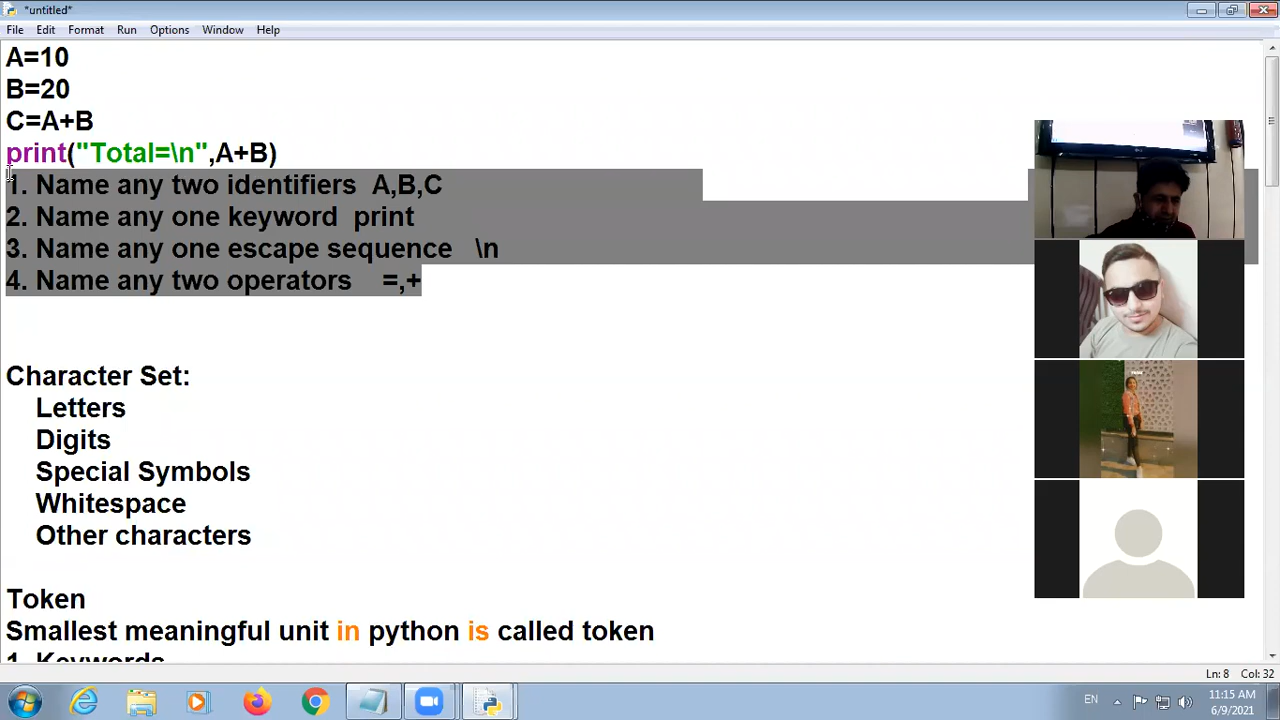 *untitled*
File Edit Format Run Options Window Help
A=10
B=20
C=A+B
print("Total=\n",A+B)
1. Name any two identifiers  A,B,C
2. Name any one keyword  print
3. Name any one escape sequence   \n
4. Name any two operators    =,+
Character Set:
Letters
Digits
Special Symbols
Whitespace
Other characters
Token
Smallest meaningful unit in python is called token
1. Keywords
Ln: 8 Col: 32
EN
11:15 AM
6/9/2021